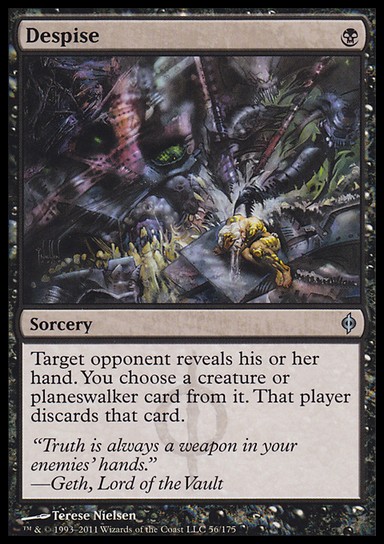 Despise
Sorcery
Target opponent reveals his or her
hand. You choose a creature or
planeswalker card from it. That player
discards that card.
“Truth is always a weapon in your
enemies’ hands.”
—Geth, Lord of the Vault
Terese Nielsen
™ & © 1993–2011 Wizards of the Coast LLC 56/175